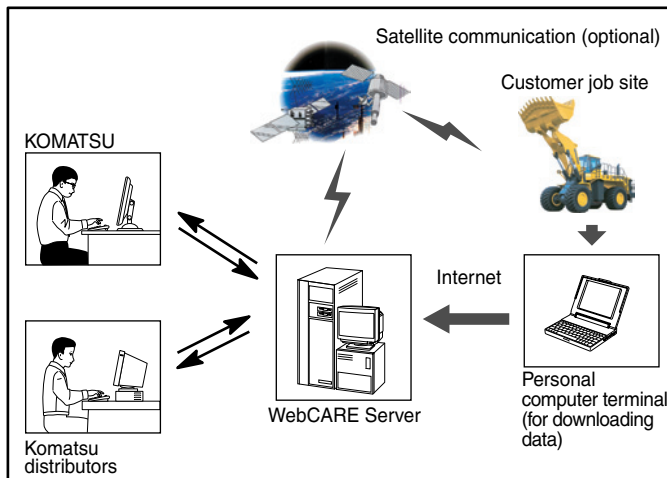 Satellite communication (optional)
Customer job site
KOMATSU
Internet
WebCARE Server
Personal
computer terminal
(for downloading
data)
Komatsu
distributors